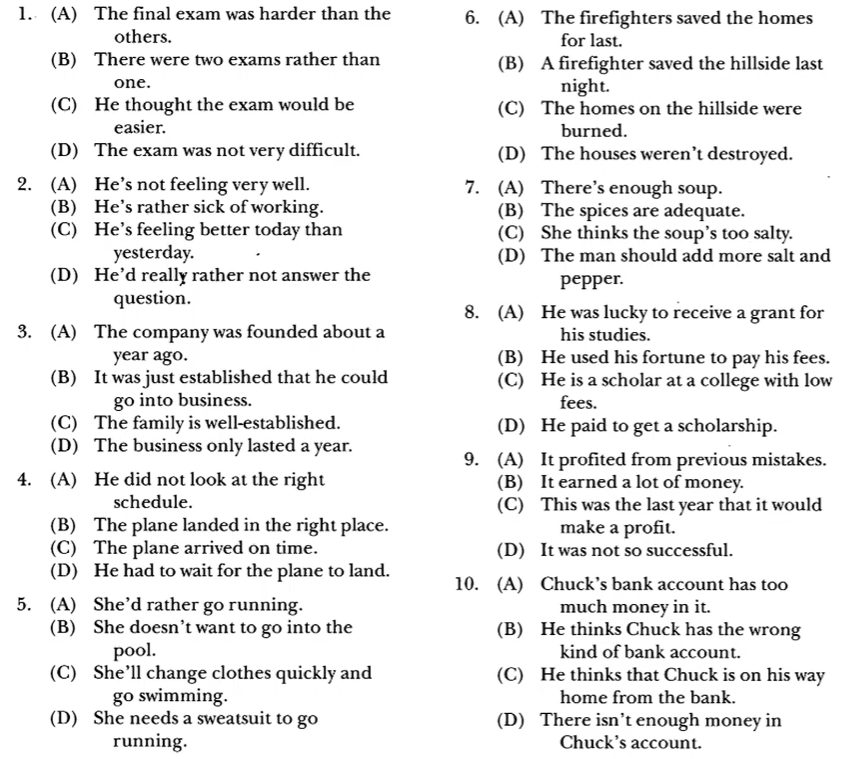 1. (A) The final exam was harder than the
others.
(B) There were two exams rather than
one.
(C) He thought the exam would be
easier.
(D) The exam was not very difficult.
2. (A) He's not feeling very well.
(B) He's rather sick of working.
(C) He's feeling better today than
yesterday.
(D) He'd really rather not answer the
question.
3. (A) The company was founded about a
year ago.
(B) It was just established that he could
go into business.
(C) The family is well-established.
(D) The business only lasted a year.
4. (A) He did not look at the right
schedule.
(B) The plane landed in the right place.
(C) The plane arrived on time.
(D) He had to wait for the plane to land.
5. (A) She'd rather go running.
(B) She doesn't want to go into the
pool.
(C) She'll change clothes quickly and
go swimming.
(D) She needs a sweatsuit to go
running.
6. (A) The firefighters saved the homes
for last.
(B) A firefighter saved the hillside last
night.
(C) The homes on the hillside were
burned.
(D) The houses weren't destroyed.
7. (A) There's enough soup.
(B) The spices are adequate.
(C) She thinks the soup's too salty.
(D) The man should add more salt and
pepper.
8. (A) He was lucky to receive a grant for
his studies.
(B) He used his fortune to pay his fees.
(C) He is a scholar at a college with low
fees.
(D) He paid to get a scholarship.
9. (A) It profited from previous mistakes.
(B) It earned a lot of money.
(C) This was the last year that it would
make a profit.
(D) It was not so successful.
10. (A) Chuck's bank account has too
much money in it.
(B) He thinks Chuck has the wrong
kind of bank account.
(C) He thinks that Chuck is on his way
home from the bank.
(D) There isn't enough money in
Chuck's account.